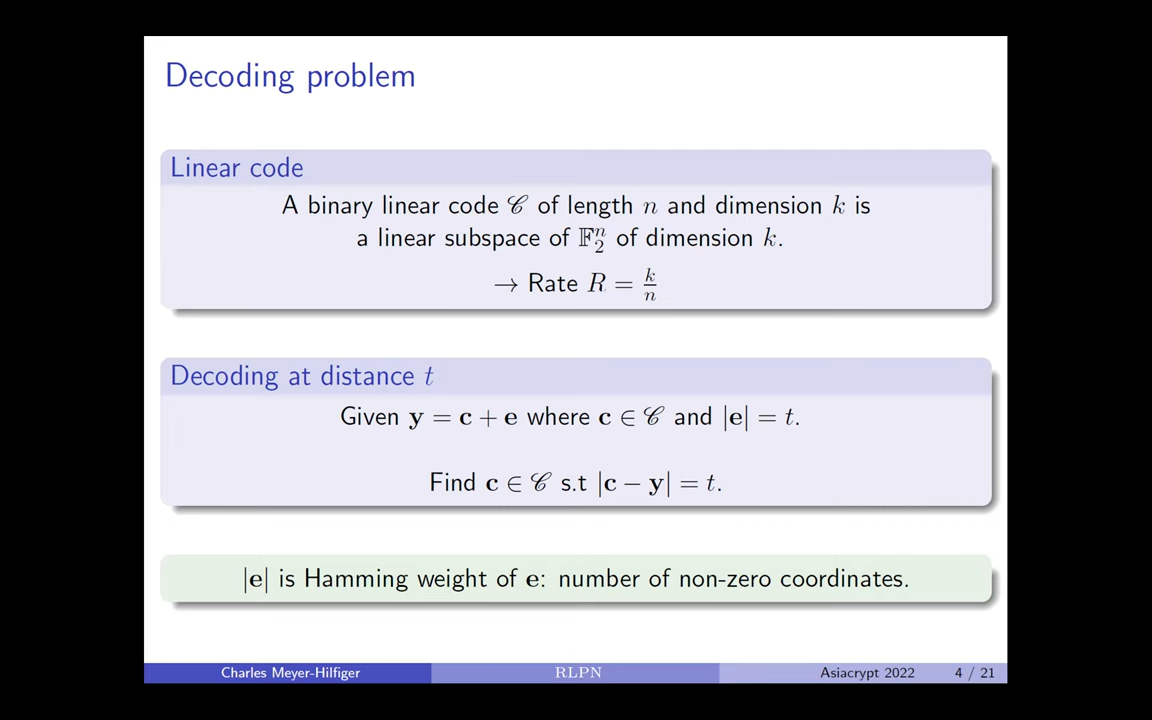 Decoding problem
Linear code
A binary linear code 𝒞 of length n and dimension k is
a linear subspace of 𝔽₂ⁿ of dimension k.
→ Rate R = k/n
Decoding at distance t
Given y = c + e where c ∈ 𝒞 and |e| = t.
Find c ∈ 𝒞 s.t |c − y| = t.
|e| is Hamming weight of e: number of non-zero coordinates.
Charles Meyer-Hilfiger RLPN Asiacrypt 2022 4 / 21